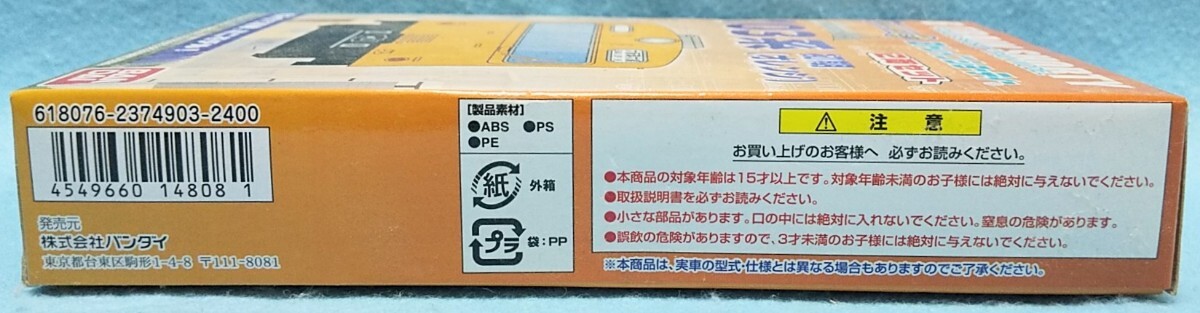 618076-2374903-2400
4549660 14808 1
発売元
株式会社バンダイ
東京都台東区駒形1-4-8 〒111-8081
【製品素材】
●ABS ●PS
●PE
紙 外箱
プラ 袋:PP
⚠ 注 意
お買い上げのお客様へ 必ずお読みください。
●本商品の対象年齢は15才以上です。対象年齢未満のお子様には絶対に与えないでください。
●取扱説明書を必ずお読みください。
●小さな部品があります。口の中には絶対に入れないでください。窒息の危険があります。
●誤飲の危険がありますので、3才未満のお子様には絶対に与えないでください。
※本商品は、実車の型式・仕様とは異なる場合もありますのでご了承ください。